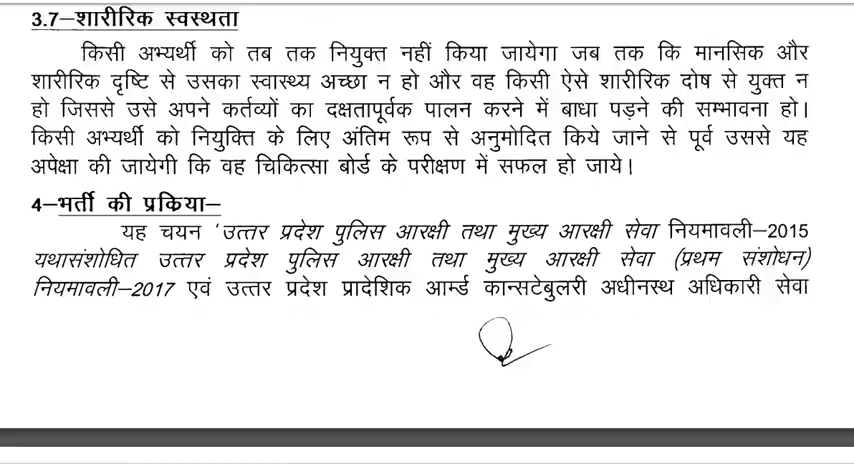 3.7–शारीरिक स्वस्थता
किसी अभ्यर्थी को तब तक नियुक्त नहीं किया जायेगा जब तक कि मानसिक और
शारीरिक दृष्टि से उसका स्वास्थ्य अच्छा न हो और वह किसी ऐसे शारीरिक दोष से युक्त न
हो जिससे उसे अपने कर्तव्यों का दक्षतापूर्वक पालन करने में बाधा पड़ने की सम्भावना हो।
किसी अभ्यर्थी को नियुक्ति के लिए अंतिम रूप से अनुमोदित किये जाने से पूर्व उससे यह
अपेक्षा की जायेगी कि वह चिकित्सा बोर्ड के परीक्षण में सफल हो जाये।
4–भर्ती की प्रकिया–
यह चयन 'उत्तर प्रदेश पुलिस आरक्षी तथा मुख्य आरक्षी सेवा नियमावली–2015
यथासंशोधित उत्तर प्रदेश पुलिस आरक्षी तथा मुख्य आरक्षी सेवा (प्रथम संशोधन)
नियमावली–2017 एवं उत्तर प्रदेश प्रादेशिक आर्म्ड कान्सटेबुलरी अधीनस्थ अधिकारी सेवा